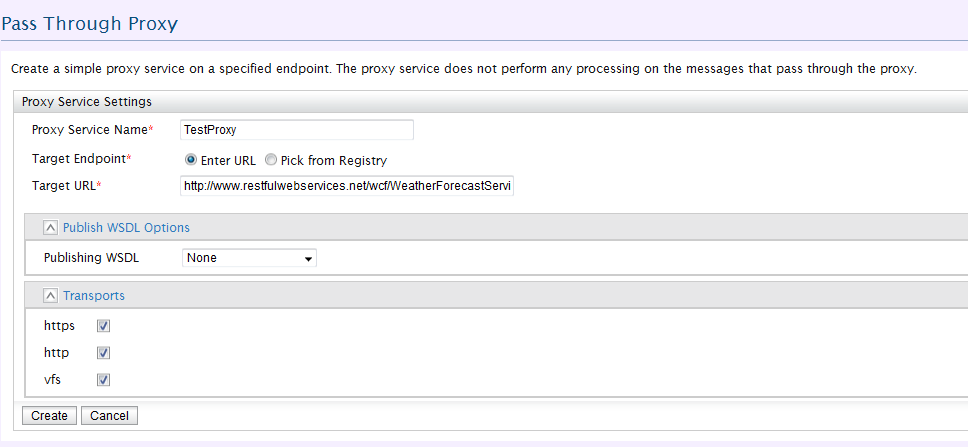 Pass Through Proxy
Create a simple proxy service on a specified endpoint. The proxy service does not perform any processing on the messages that pass through the proxy.
Proxy Service Settings
Proxy Service Name* TestProxy
Target Endpoint* Enter URL Pick from Registry
Target URL* http://www.restfulwebservices.net/wcf/WeatherForecastServi
Publish WSDL Options
Publishing WSDL None
Transports
https
http
vfs
Create Cancel